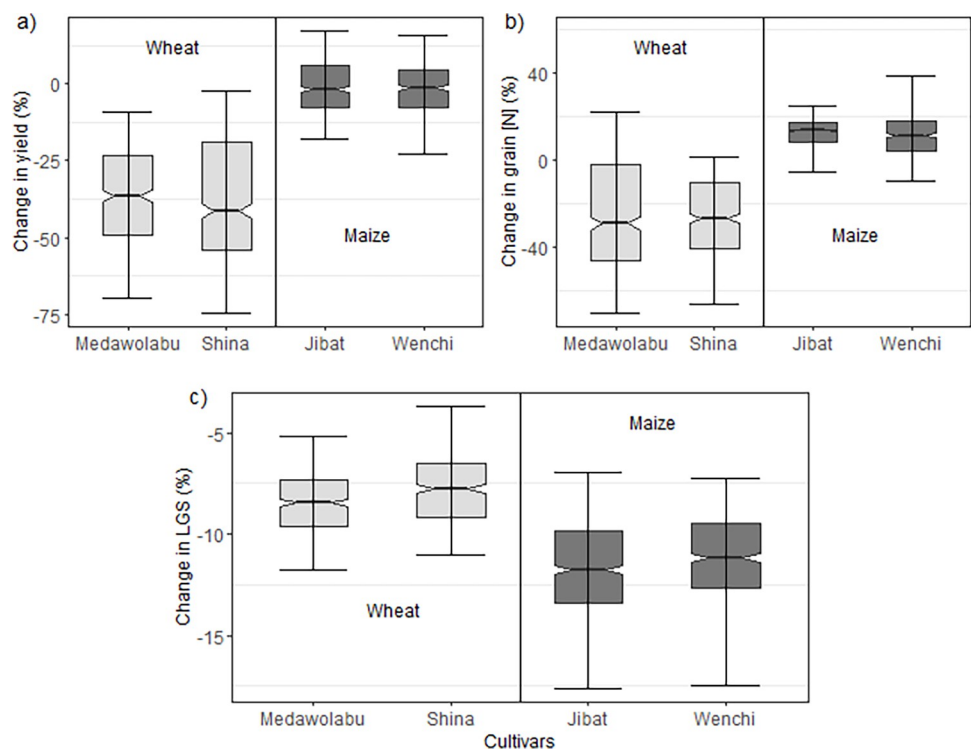 a)
Wheat
Maize
Change in yield (%)
0
-25
-50
-75
Medawolabu Shina Jibat Wenchi
b)
Wheat
Maize
Change in grain [N] (%)
40
0
-40
Medawolabu Shina Jibat Wenchi
c)
Maize
Wheat
Change in LGS (%)
-5
-10
-15
Medawolabu Shina Jibat Wenchi
Cultivars